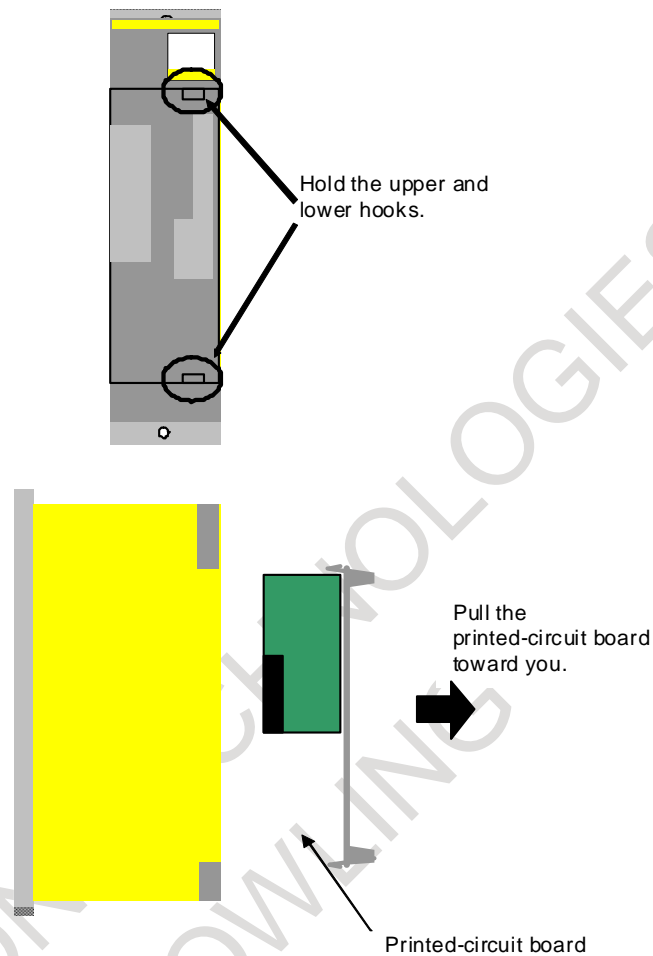 Hold the upper and
lower hooks.
Pull the
printed-circuit board
toward you.
Printed-circuit board